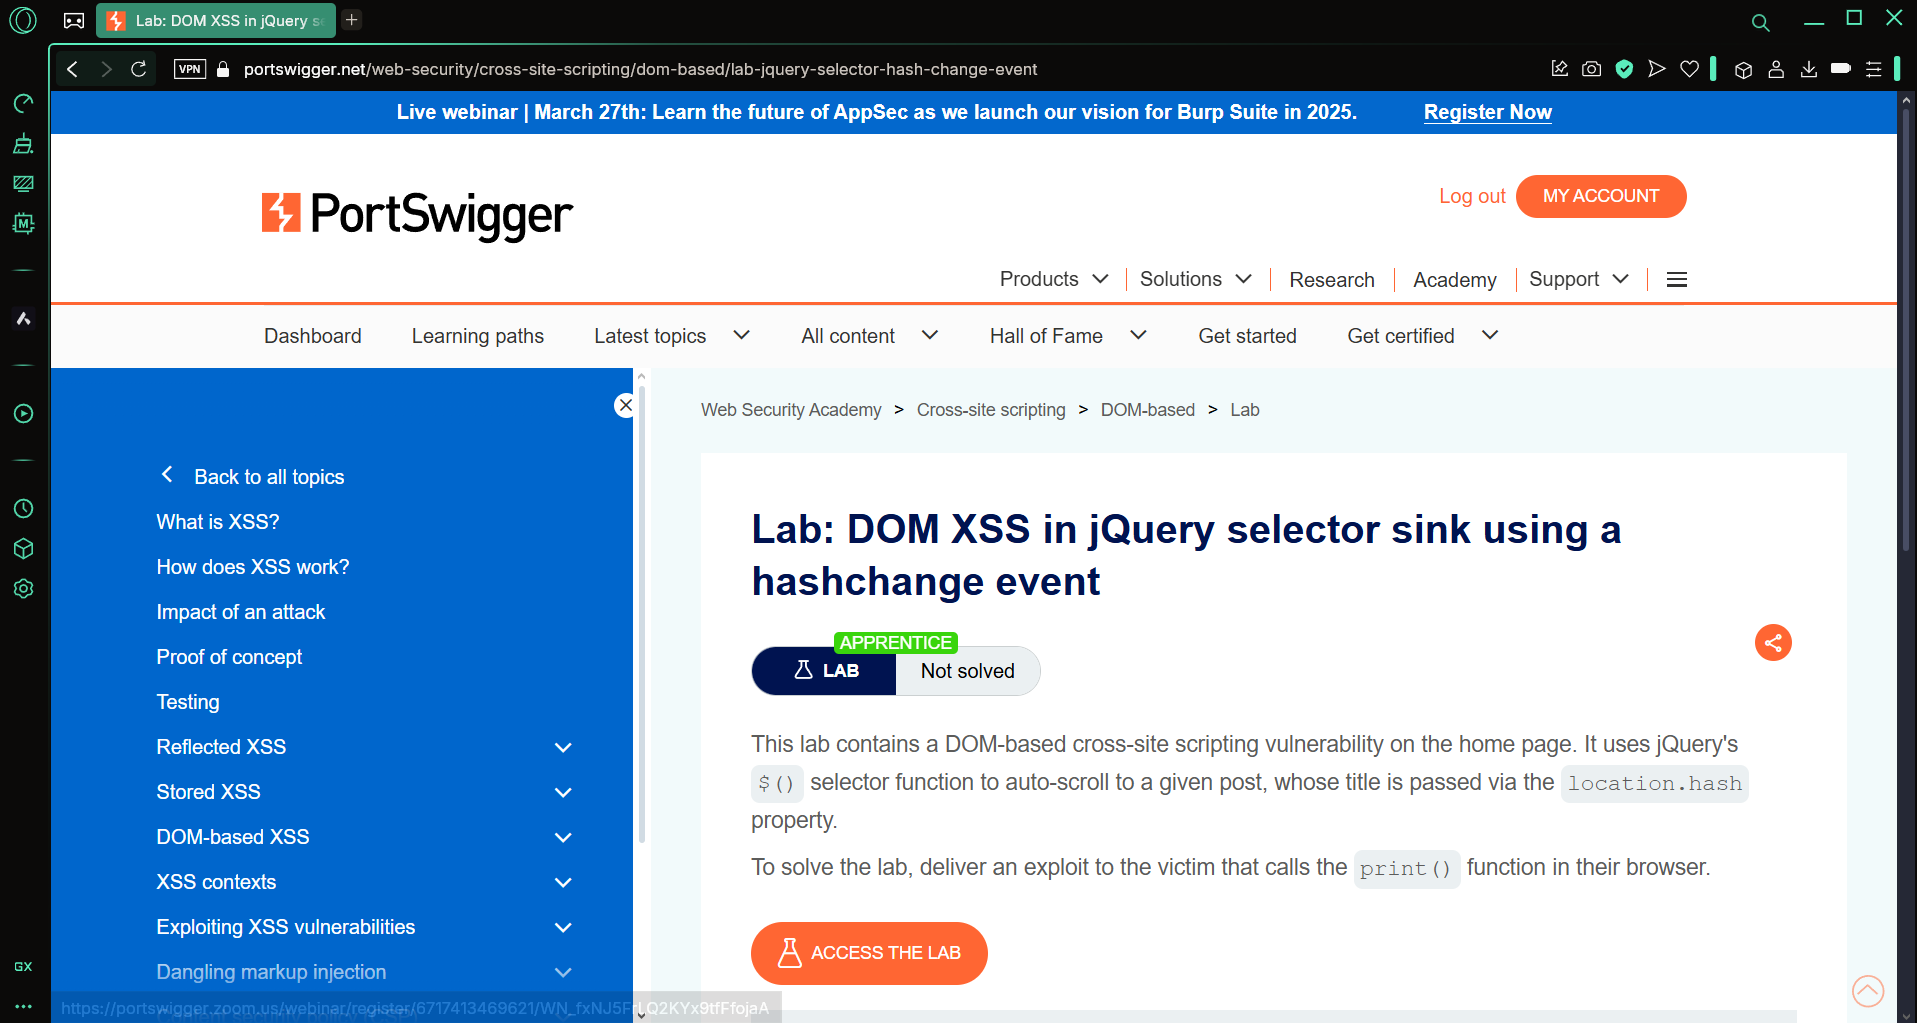 Lab: DOM XSS in jQuery se
VPN
portswigger.net/web-security/cross-site-scripting/dom-based/lab-jquery-selector-hash-change-event
Live webinar | March 27th: Learn the future of AppSec as we launch our vision for Burp Suite in 2025.
Register Now
PortSwigger
Log out
MY ACCOUNT
Products
Solutions
Research
Academy
Support
Dashboard
Learning paths
Latest topics
All content
Hall of Fame
Get started
Get certified
M
Back to all topics
What is XSS?
How does XSS work?
Impact of an attack
Proof of concept
Testing
Reflected XSS
Stored XSS
DOM-based XSS
XSS contexts
Exploiting XSS vulnerabilities
Dangling markup injection
Web Security Academy > Cross-site scripting > DOM-based > Lab
Lab: DOM XSS in jQuery selector sink using a
hashchange event
APPRENTICE
LAB
Not solved
This lab contains a DOM-based cross-site scripting vulnerability on the home page. It uses jQuery's
$() selector function to auto-scroll to a given post, whose title is passed via the location.hash
property.
To solve the lab, deliver an exploit to the victim that calls the print() function in their browser.
ACCESS THE LAB
GX